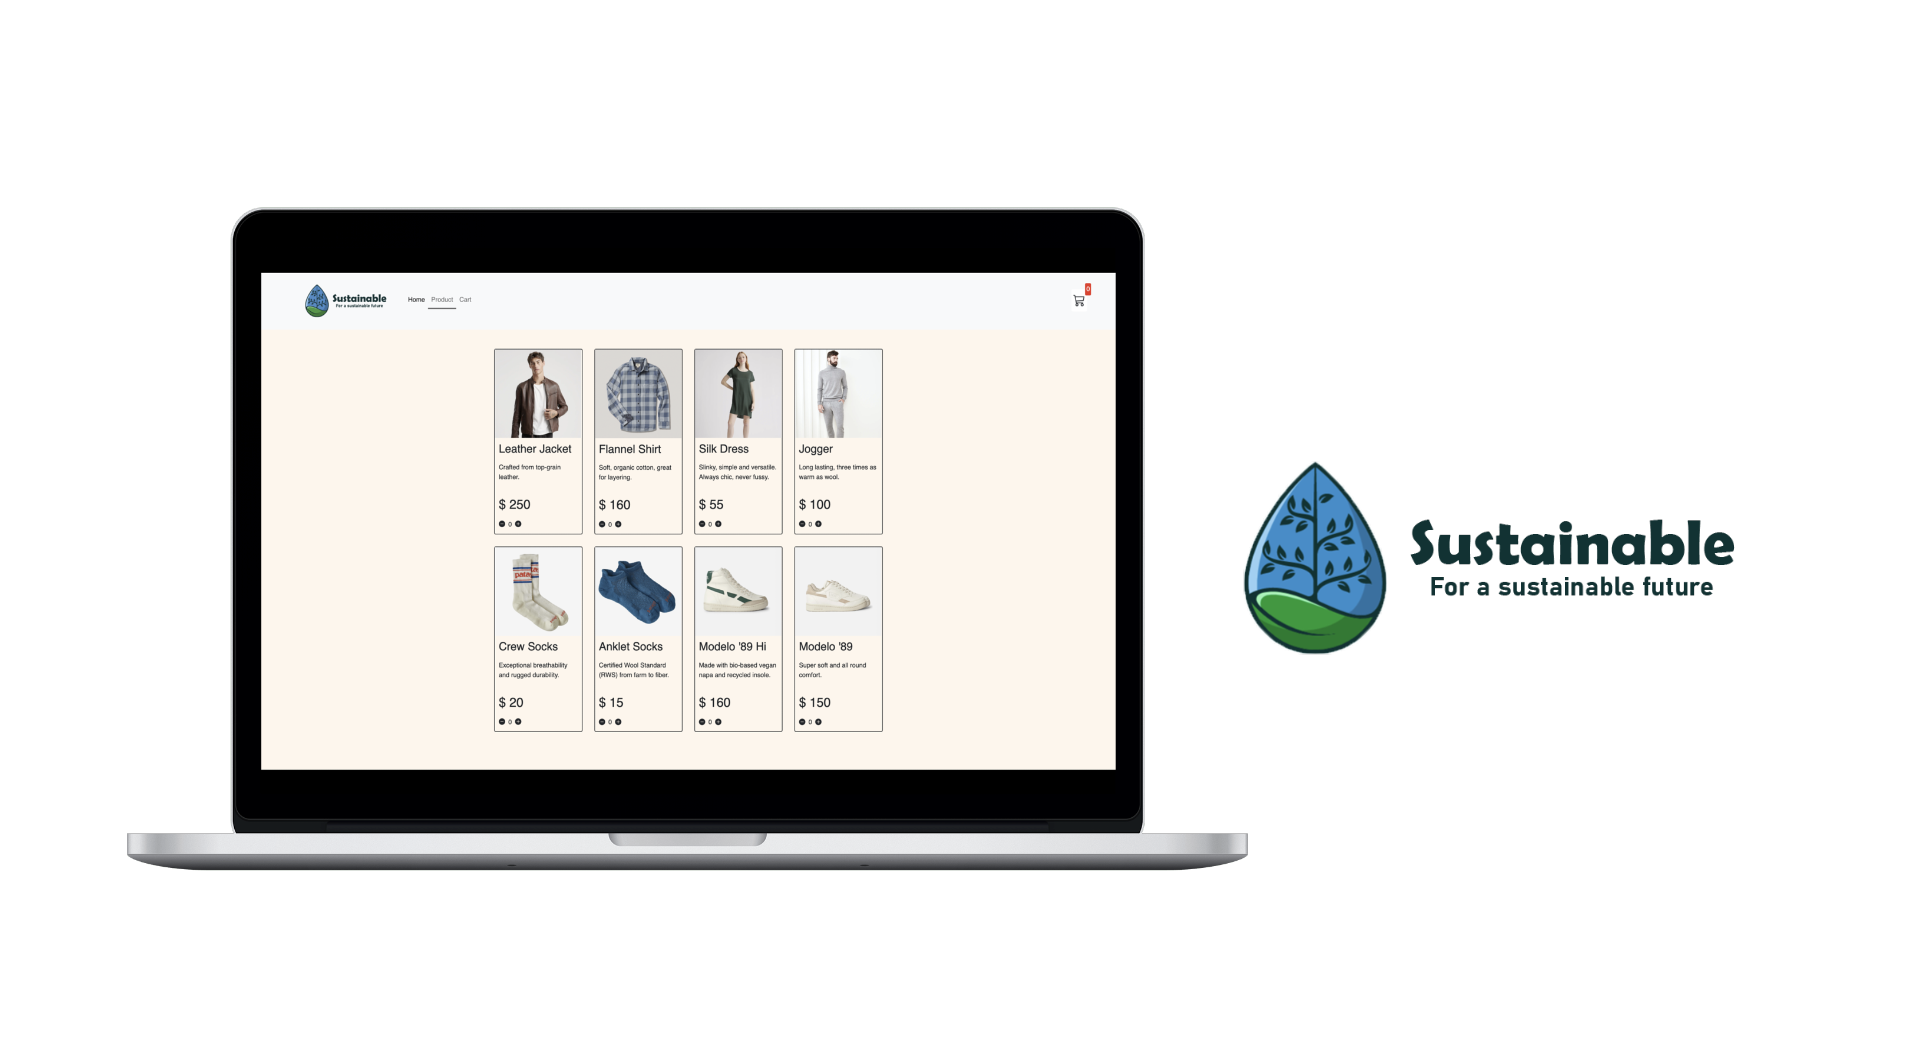 Sustainable
For a sustainable future
Home Product Cart
0
Leather Jacket
Crafted from top-grain
leather.
$ 250
0
Flannel Shirt
Soft, organic cotton, great
for layering.
$ 160
0
Silk Dress
Slinky, simple and versatile.
Always chic, never fussy.
$ 55
0
Jogger
Long lasting, three times as
warm as wool.
$ 100
0
pata
Crew Socks
Exceptional breathability
and rugged durability.
$ 20
0
Anklet Socks
Certified Wool Standard
(RWS) from farm to fiber.
$ 15
0
Modelo '89 Hi
Made with bio-based vegan
napa and recycled insole.
$ 160
0
Modelo '89
Super soft and all round
comfort.
$ 150
0
Sustainable
For a sustainable future